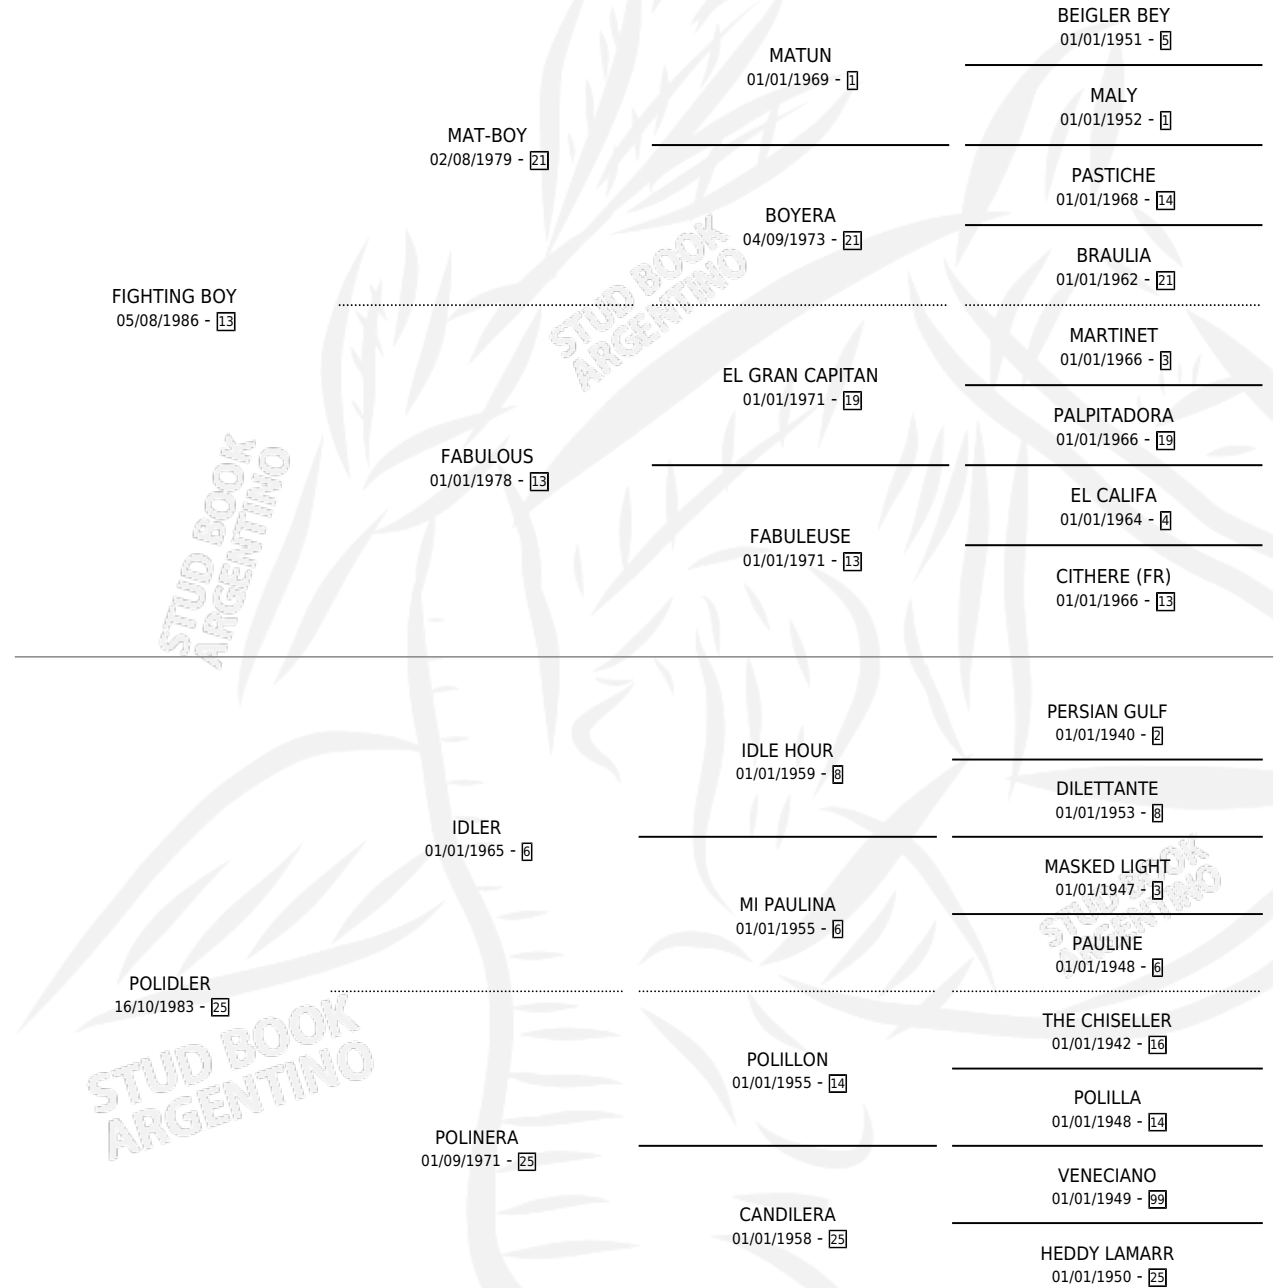 BEIGLER BEY
01/01/1951 - 5
MATUN
01/01/1969 - 1
MALY
01/01/1952 - 1
MAT-BOY
02/08/1979 - 21
PASTICHE
01/01/1968 - 14
BOYERA
04/09/1973 - 21
BRAULIA
01/01/1962 - 21
FIGHTING BOY
05/08/1986 - 13
STUD BOOK
ARGENTINO
MARTINET
01/01/1966 - 3
EL GRAN CAPITAN
01/01/1971 - 19
PALPITADORA
01/01/1966 - 19
FABULOUS
01/01/1978 - 13
EL CALIFA
01/01/1964 - 4
FABULEUSE
01/01/1971 - 13
CITHERE (FR)
01/01/1966 - 13
STUD BOOK
ARGENTINO
PERSIAN GULF
01/01/1940 - 2
IDLE HOUR
01/01/1959 - 8
DILETTANTE
01/01/1953 - 8
IDLER
01/01/1965 - 6
MASKED LIGHT
01/01/1947 - 3
MI PAULINA
01/01/1955 - 6
PAULINE
01/01/1948 - 6
STUD BOOK
ARGENTINO
POLIDLER
16/10/1983 - 25
STUD BOOK
ARGENTINO
THE CHISELLER
01/01/1942 - 16
POLILLON
01/01/1955 - 14
POLILLA
01/01/1948 - 14
POLINERA
01/09/1971 - 25
VENECIANO
01/01/1949 - 99
CANDILERA
01/01/1958 - 25
HEDDY LAMARR
01/01/1950 - 25